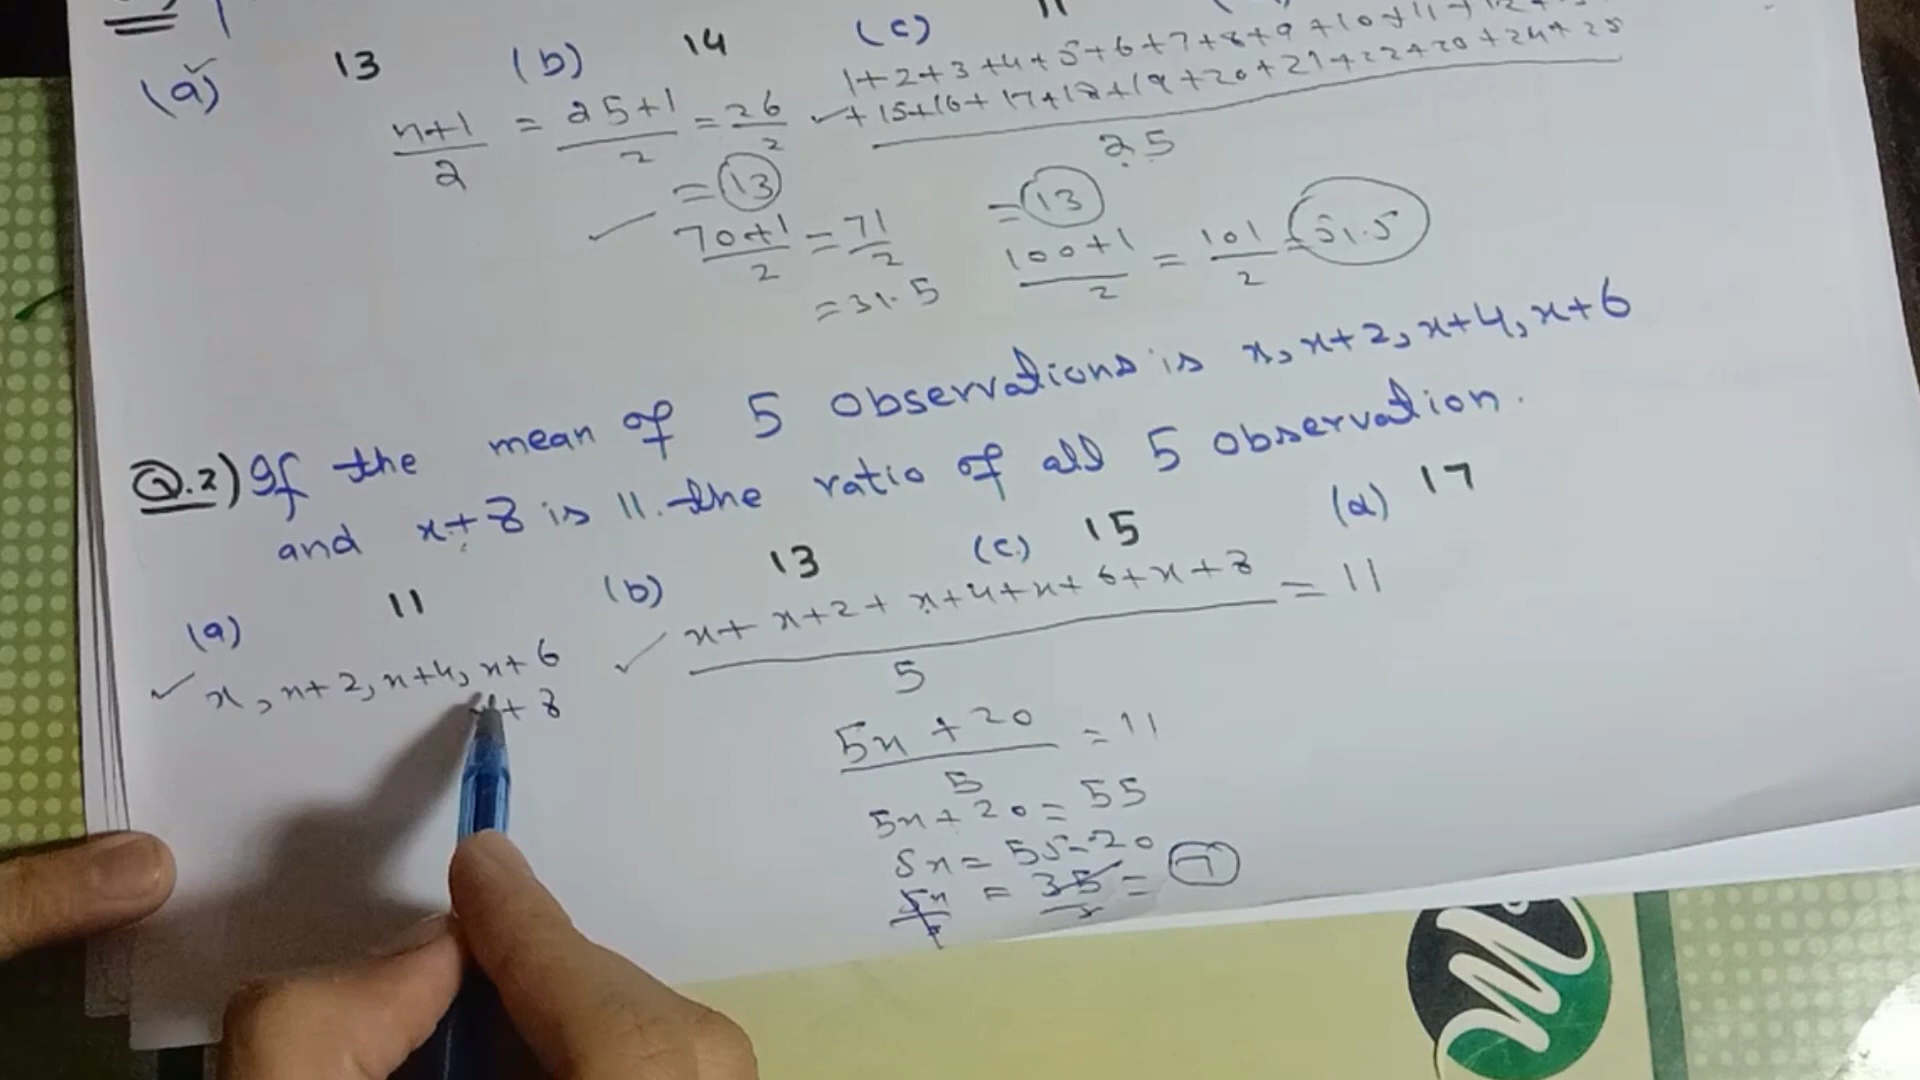 (a) 13 (b) 14 (c) 11
n+1/2 = 25+1/2 = 26/2
= 13
1+2+3+4+5+6+7+8+9+10+11+12+
+15+16+17+18+19+20+21+22+20+24+25
25
= 13
70+1/2 = 71/2
= 31.5
100+1/2 = 101/2 = 51.5
Q.2) If the mean of 5 observations is x, x+2, x+4, x+6
and x+8 is 11. the ratio of all 5 observation.
(a) 11 (b) 13 (c) 15 (d) 17
x, x+2, x+4, x+6
x+8
x+x+2+x+4+x+6+x+8/5 = 11
5x+20/5 = 11
5x+20 = 55
5x = 55-20
5x = 35 = 7